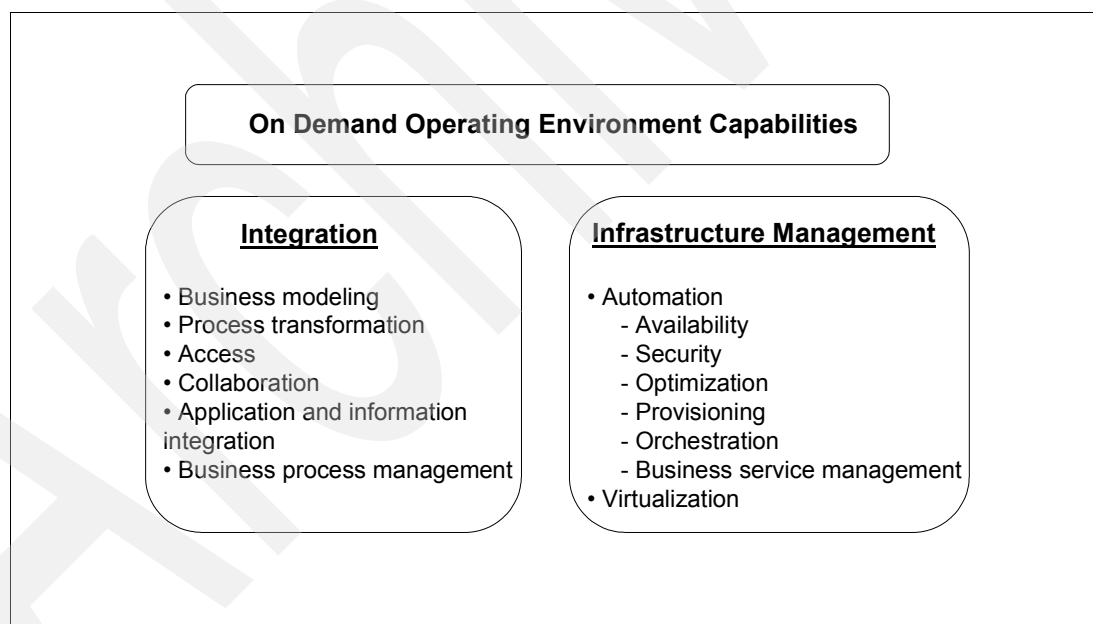 On Demand Operating Environment Capabilities
Integration
• Business modeling
• Process transformation
• Access
• Collaboration
• Application and information
integration
• Business process management
Infrastructure Management
• Automation
- Availability
- Security
- Optimization
- Provisioning
- Orchestration
- Business service management
• Virtualization